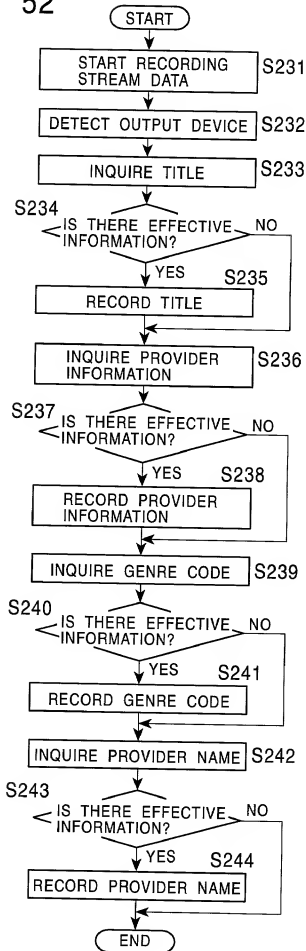 52
START
START RECORDING
STREAM DATA
S231
DETECT OUTPUT DEVICE
S232
INQUIRE TITLE
S233
S234
IS THERE EFFECTIVE
INFORMATION?
NO
YES
S235
RECORD TITLE
INQUIRE PROVIDER
INFORMATION
S236
S237
IS THERE EFFECTIVE
INFORMATION?
NO
YES
S238
RECORD PROVIDER
INFORMATION
INQUIRE GENRE CODE
S239
S240
IS THERE EFFECTIVE
INFORMATION?
NO
YES
S241
RECORD GENRE CODE
INQUIRE PROVIDER NAME
S242
S243
IS THERE EFFECTIVE
INFORMATION?
NO
YES
S244
RECORD PROVIDER NAME
END